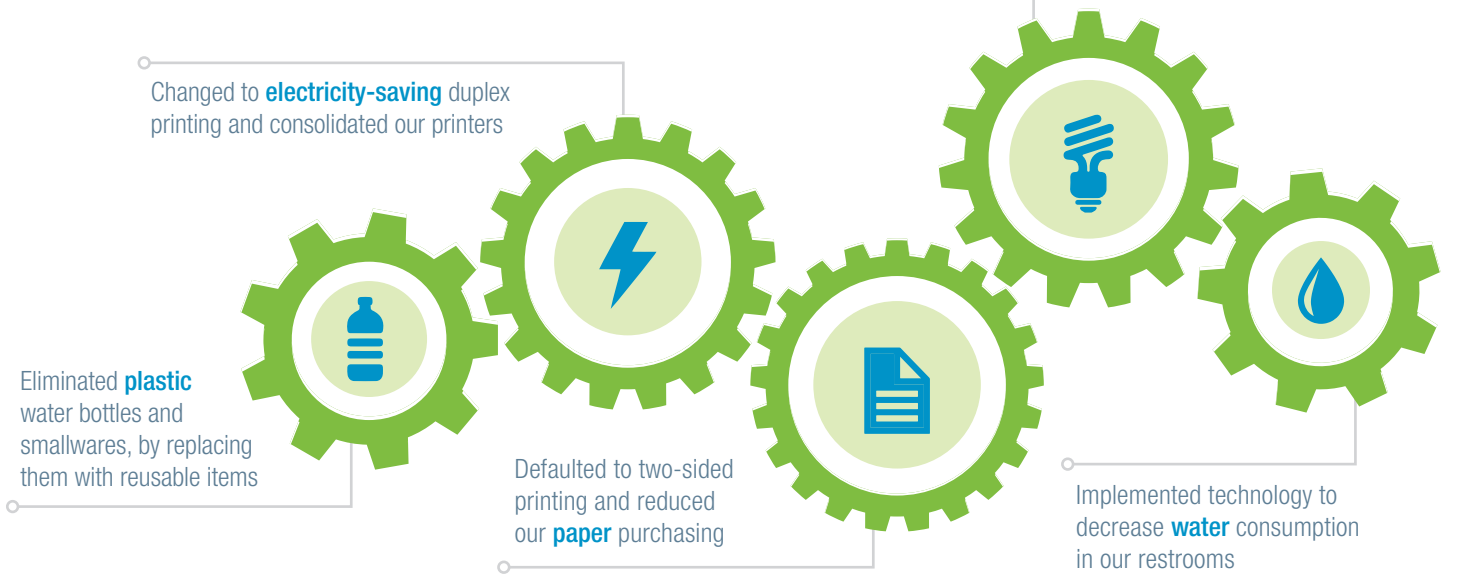 Changed to electricity-saving duplex
printing and consolidated our printers
Eliminated plastic
water bottles and
smallwares, by replacing
them with reusable items
Defaulted to two-sided
printing and reduced
our paper purchasing
Implemented technology to
decrease water consumption
in our restrooms